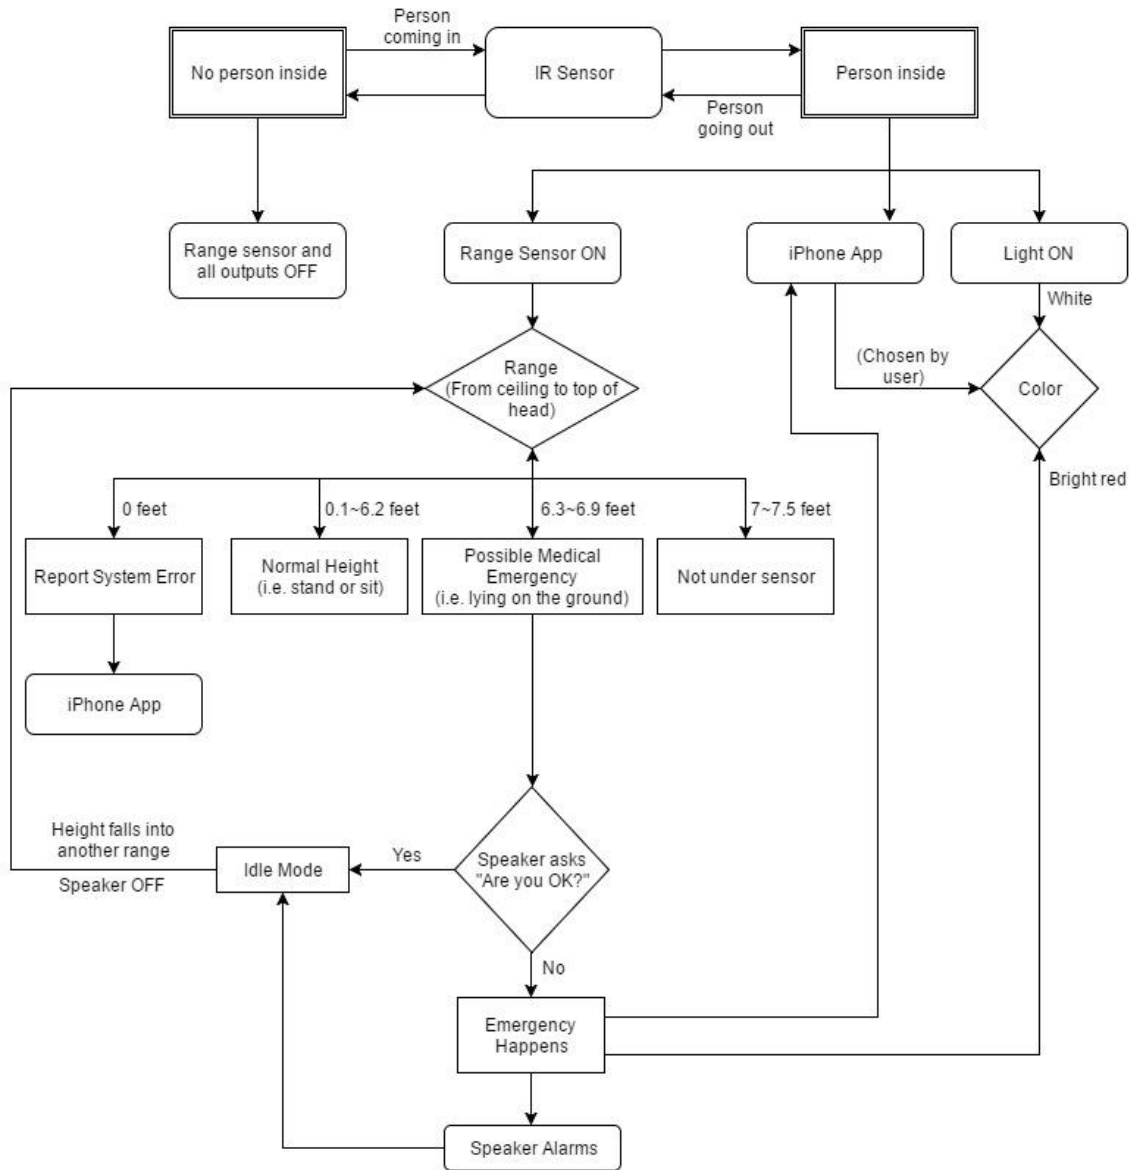 Person
coming in
No person inside
IR Sensor
Person inside
Person
going out
Range sensor and
all outputs OFF
Range Sensor ON
iPhone App
Light ON
White
Range
(From ceiling to top of
head)
(Chosen by
user)
Color
Bright red
0 feet
0.1~6.2 feet
6.3~6.9 feet
7~7.5 feet
Report System Error
Normal Height
(i.e. stand or sit)
Possible Medical
Emergency
(i.e. lying on the ground)
Not under sensor
iPhone App
Height falls into
another range
Speaker OFF
Idle Mode
Yes
Speaker asks
"Are you OK?"
No
Emergency
Happens
Speaker Alarms